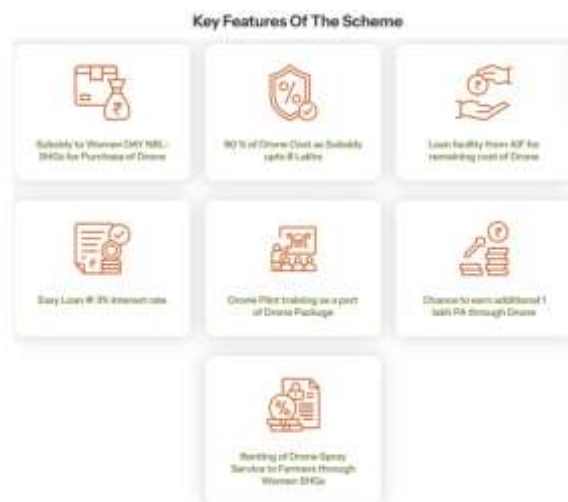 Key Features Of The Scheme
Subsidy to Women DAY NRL-
SHGs for Purchase of Drone
80 % of Drone Cost as Subsidy
upto 8 Lakhs
Loan facility from AIF for
remaining cost of Drone
Easy Loan @ 3% interest rate
Drone Pilot training as a part
of Drone Package
Chance to earn additional 1
lakh PA through Drone
Renting of Drone Spray
Service to Farmers through
Women SHGs